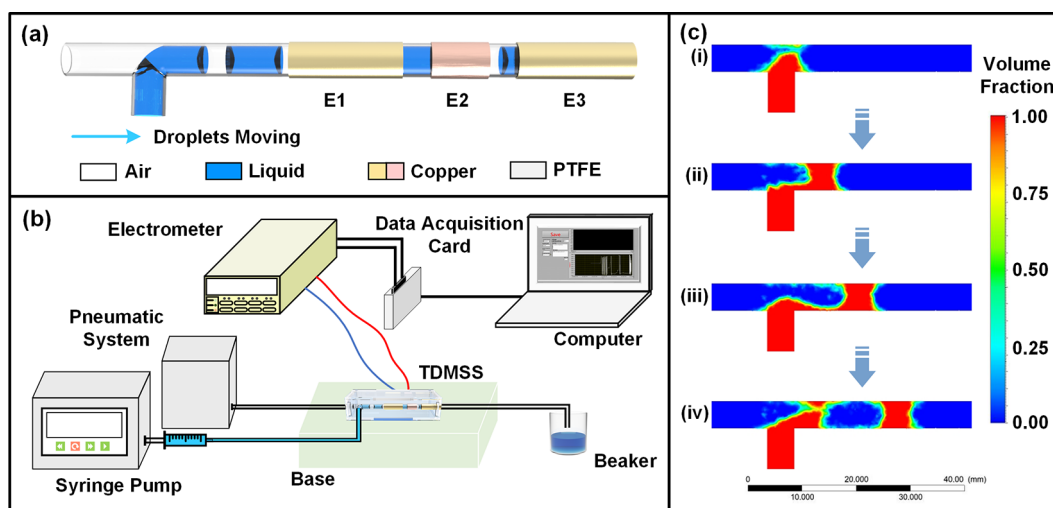 (a)
E1
E2
E3
Droplets Moving
Air
Liquid
Copper
PTFE
(b)
Electrometer
Data Acquisition
Card
Computer
Pneumatic
System
TDMSS
Syringe Pump
Base
Beaker
(c)
(i)
(ii)
(iii)
(iv)
Volume
Fraction
1.00
0.75
0.50
0.25
0.00
0
20.000
40.00
(mm)
10.000
30.000